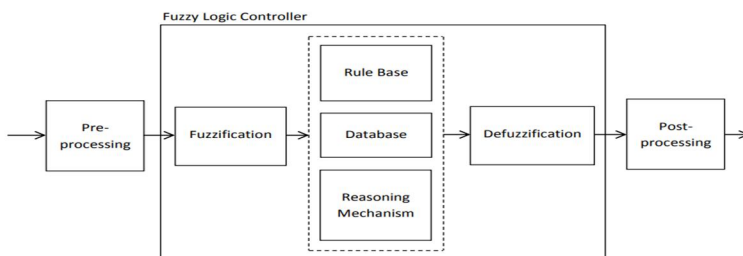 Fuzzy Logic Controller
Pre-
processing
Fuzzification
Rule Base
Database
Reasoning
Mechanism
Defuzzification
Post-
processing